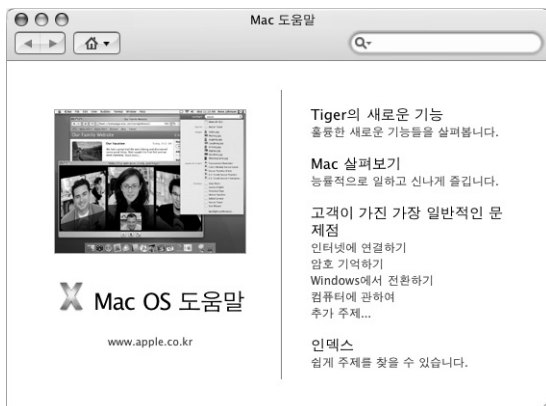 Mac 도움말
Tiger의 새로운 기능
훌륭한 새로운 기능들을 살펴봅니다.
Mac 살펴보기
능률적으로 일하고 신나게 즐깁니다.
고객이 가진 가장 일반적인 문
제점
인터넷에 연결하기
암호 기억하기
Windows에서 전환하기
컴퓨터에 관하여
추가 주제...
인덱스
쉽게 주제를 찾을 수 있습니다.
X Mac OS 도움말
www.apple.co.kr